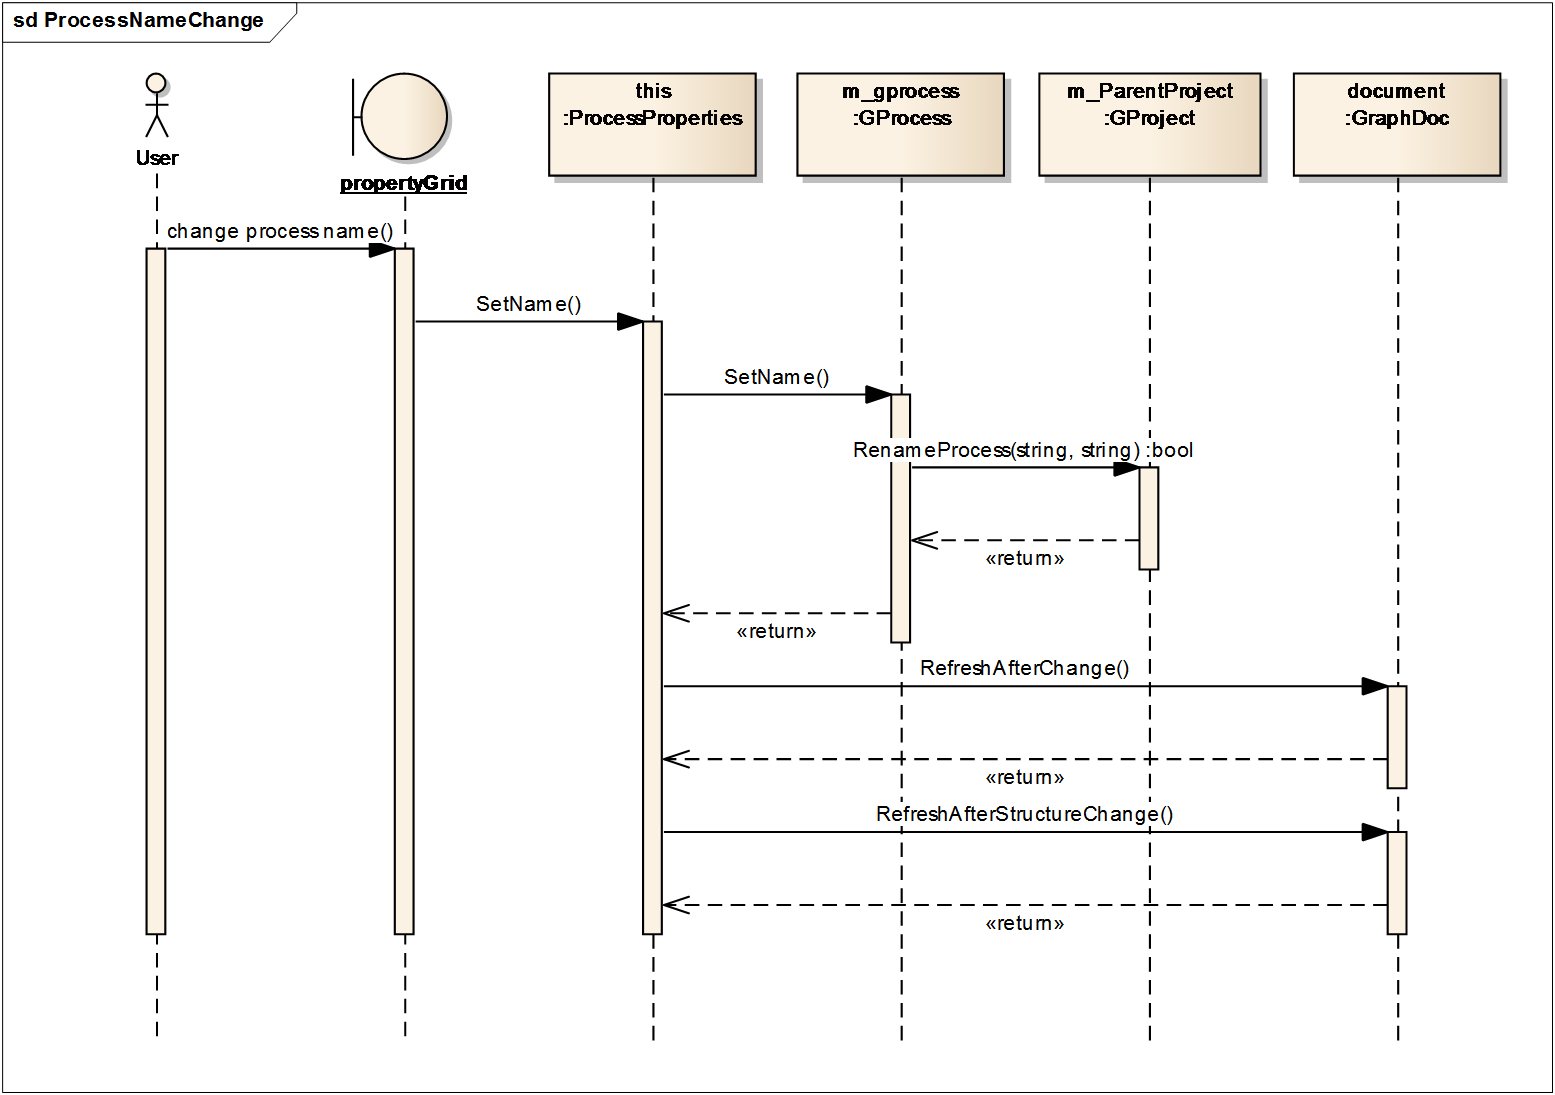 sd ProcessNameChange
User
propertyGrid
this
:ProcessProperties
m_gprocess
:GProcess
m_ParentProject
:GProject
document
:GraphDoc
change process name()
SetName()
SetName()
RenameProcess(string, string) :bool
«return»
«return»
RefreshAfterChange()
«return»
RefreshAfterStructureChange()
«return»